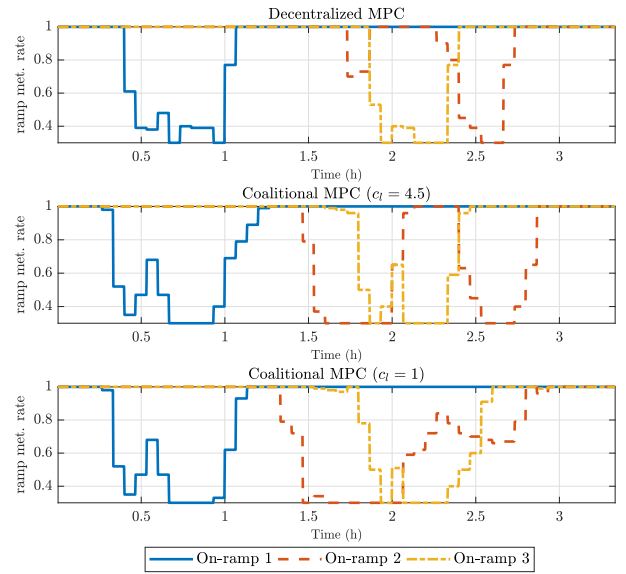 Decentralized MPC
ramp met. rate
1
0.8
0.6
0.4
0.5
1
1.5
2
2.5
3
Time (h)
Coalitional MPC (c_l = 4.5)
ramp met. rate
1
0.8
0.6
0.4
0.5
1
1.5
2
2.5
3
Time (h)
Coalitional MPC (c_l = 1)
ramp met. rate
1
0.8
0.6
0.4
0.5
1
1.5
2
2.5
3
Time (h)
On-ramp 1
On-ramp 2
On-ramp 3